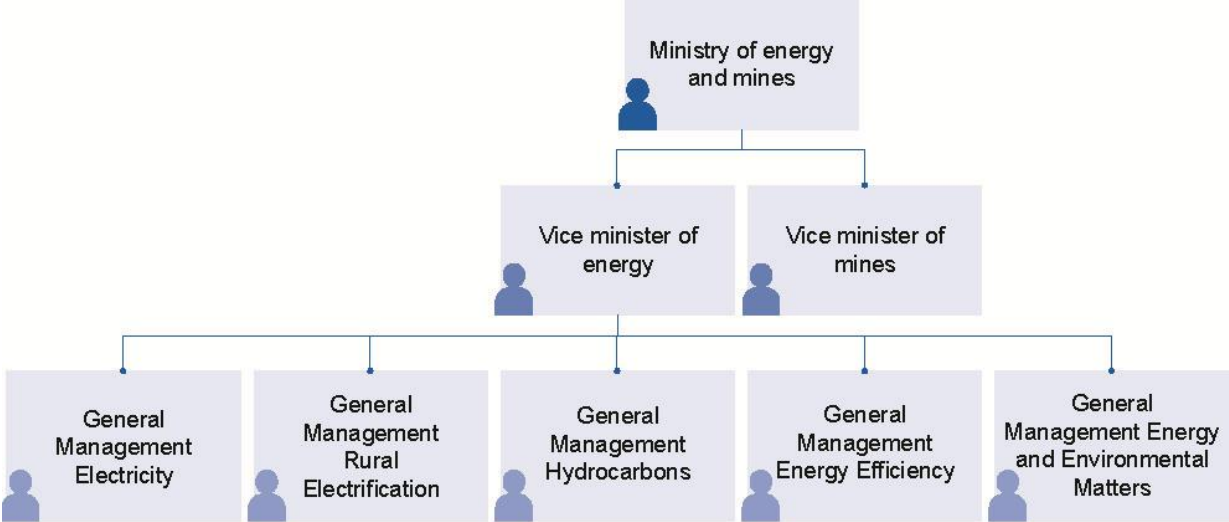 Ministry of energy
and mines
Vice minister of
energy
Vice minister of
mines
General
Management
Electricity
General
Management
Rural
Electrification
General
Management
Hydrocarbons
General
Management
Energy Efficiency
General
Management Energy
and Environmental
Matters